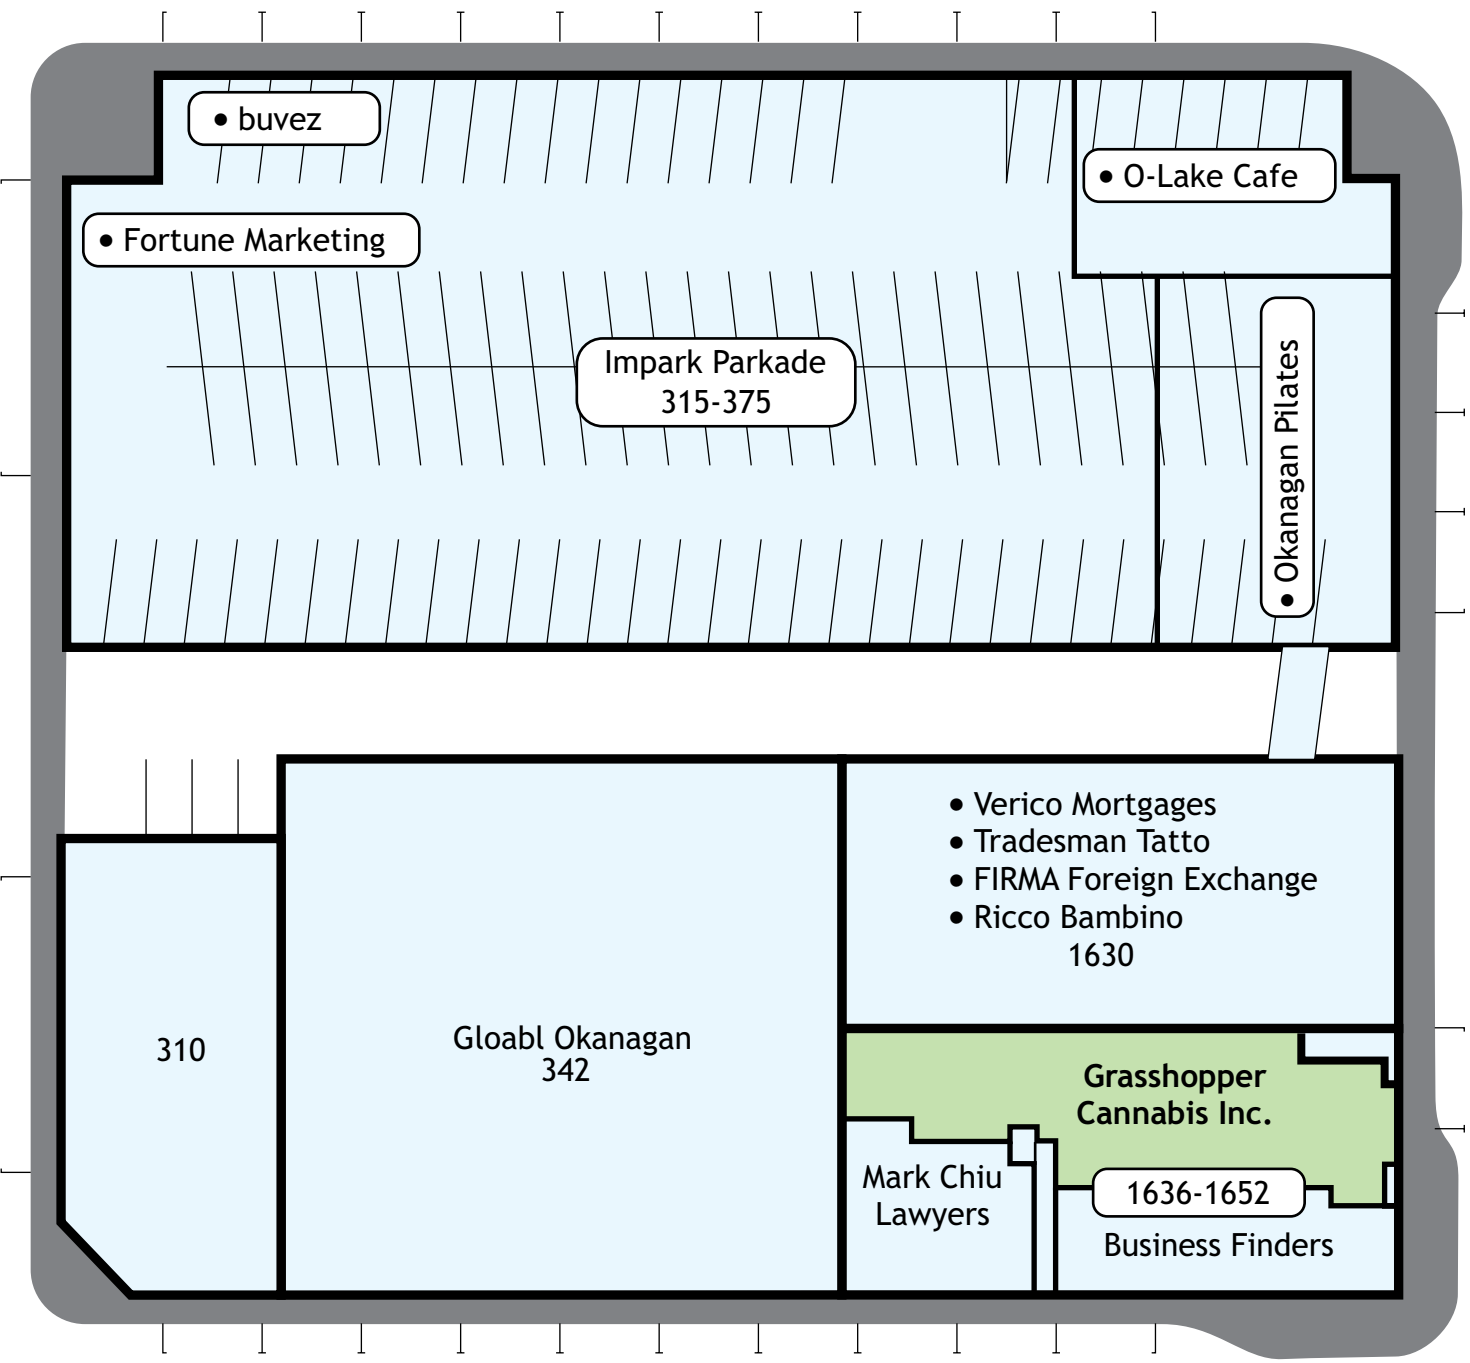 • buvez
• O-Lake Cafe
• Fortune Marketing
Impark Parkade
315-375
• Okanagan Pilates
• Verico Mortgages
• Tradesman Tatto
• FIRMA Foreign Exchange
• Ricco Bambino
1630
310
Gloabl Okanagan
342
Grasshopper
Cannabis Inc.
Mark Chiu
Lawyers
1636-1652
Business Finders